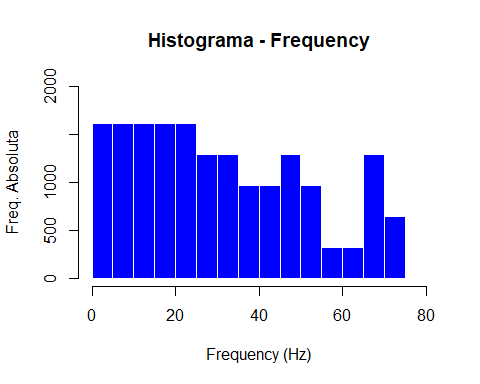 Histograma - Frequency
Freq. Absoluta
2000
1000
500
0
0 20 40 60 80
Frequency (Hz)